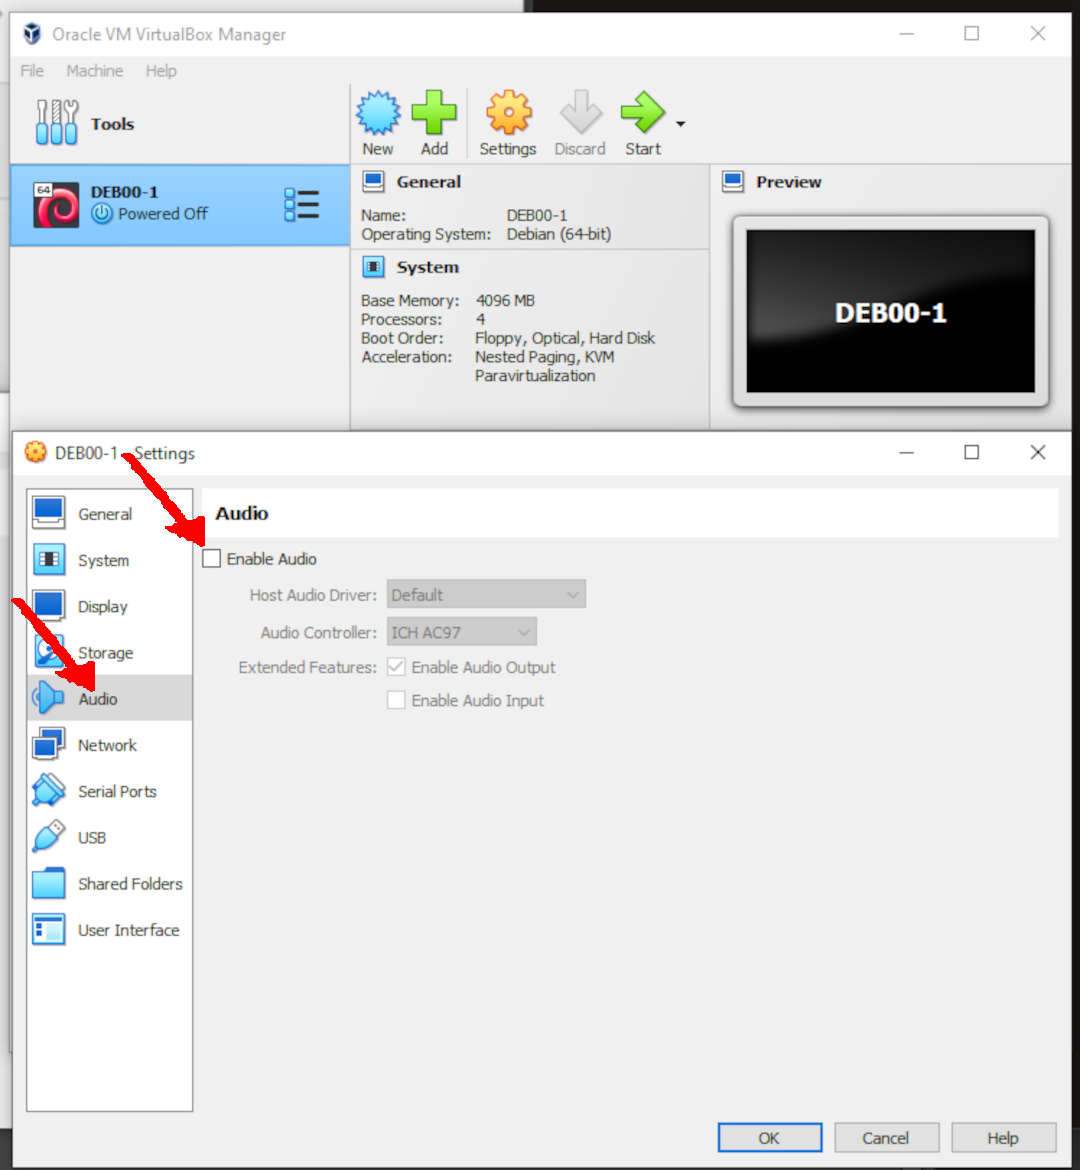 Oracle VM VirtualBox Manager
File Machine Help
Tools
New Add Settings Discard Start
64
DEB00-1
Powered Off
General
Name: DEB00-1
Operating System: Debian (64-bit)
System
Base Memory: 4096 MB
Processors: 4
Boot Order: Floppy, Optical, Hard Disk
Acceleration: Nested Paging, KVM
Paravirtualization
Preview
DEB00-1
DEB00-1 - Settings
General
System
Display
Storage
Audio
Network
Serial Ports
USB
Shared Folders
User Interface
Audio
Enable Audio
Host Audio Driver: Default
Audio Controller: ICH AC97
Extended Features: Enable Audio Output
Enable Audio Input
OK Cancel Help